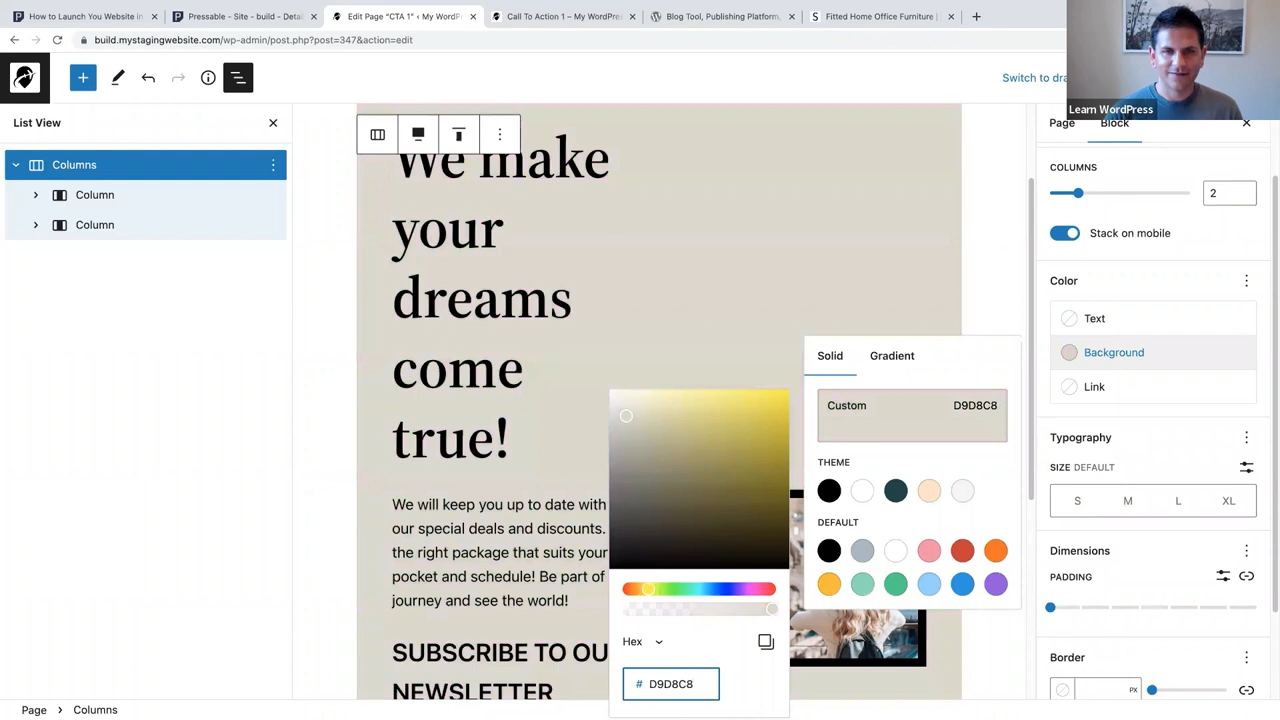 How to Launch You Website in
Pressable - Site - build - Detai
Edit Page "CTA 1" ‹ My WordPr
Call To Action 1 – My WordPres
Blog Tool, Publishing Platform,
Fitted Home Office Furniture |
build.mystagingwebsite.com/wp-admin/post.php?post=347&action=edit
Switch to dra
Learn WordPress
List View
Page
Block
Columns
Column
Column
COLUMNS
2
Stack on mobile
Color
Text
Background
Link
Typography
SIZE DEFAULT
S
M
L
XL
Dimensions
PADDING
Border
PX
We make
your
dreams
come
true!
We will keep you up to date with
our special deals and discounts.
the right package that suits your
pocket and schedule! Be part of
journey and see the world!
SUBSCRIBE TO OU
NEWSLETTER
Solid
Gradient
Custom
D9D8C8
THEME
DEFAULT
Hex
# D9D8C8
Page
Columns